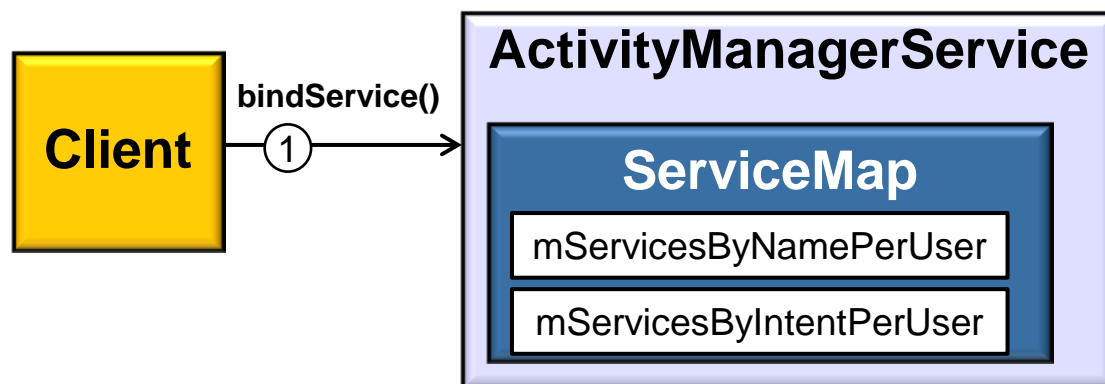 ActivityManagerService
bindService()
Client
1
ServiceMap
mServicesByNamePerUser
mServicesByIntentPerUser